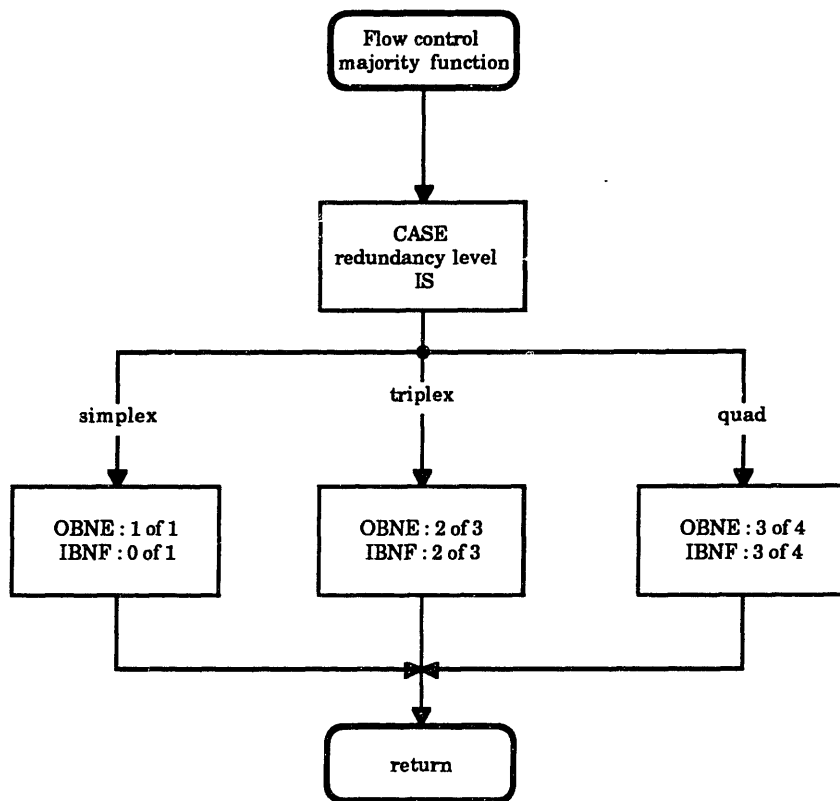 Flow control
majority function
CASE
redundancy level
IS
simplex
triplex
quad
OBNE : 1 of 1
IBNF : 0 of 1
OBNE : 2 of 3
IBNF : 2 of 3
OBNE : 3 of 4
IBNF : 3 of 4
return